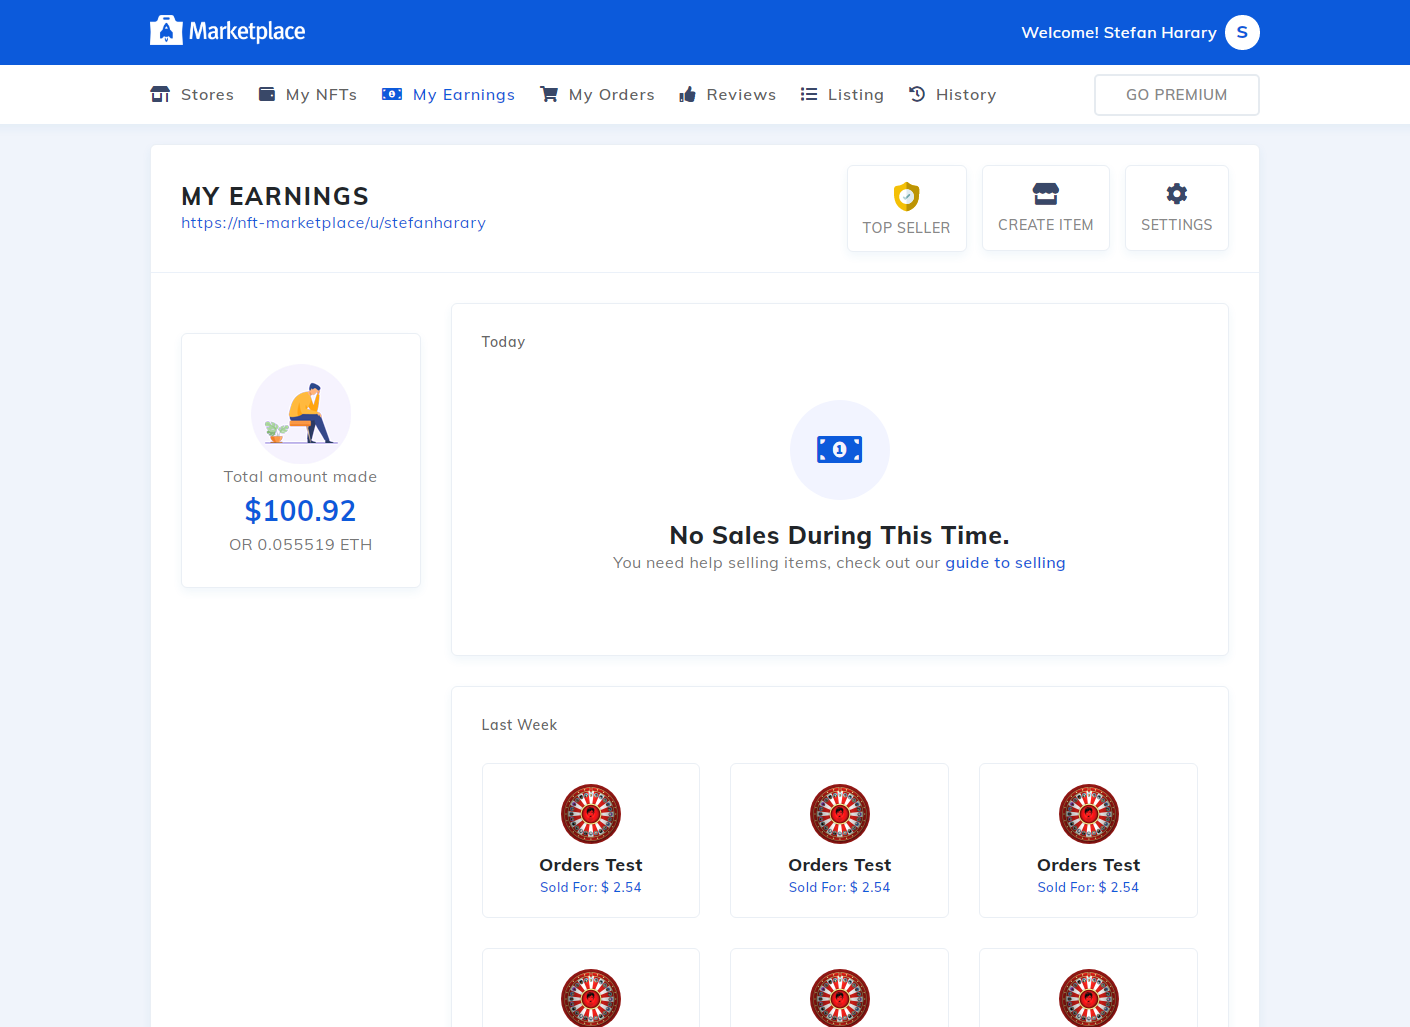 Marketplace
Welcome! Stefan Harary
S
Stores
My NFTs
My Earnings
My Orders
Reviews
Listing
History
GO PREMIUM
MY EARNINGS
https://nft-marketplace/u/stefanharary
TOP SELLER
CREATE ITEM
SETTINGS
Total amount made
$100.92
OR 0.055519 ETH
Today
1
No Sales During This Time.
You need help selling items, check out our guide to selling
Last Week
Orders Test
Sold For: $ 2.54
Orders Test
Sold For: $ 2.54
Orders Test
Sold For: $ 2.54